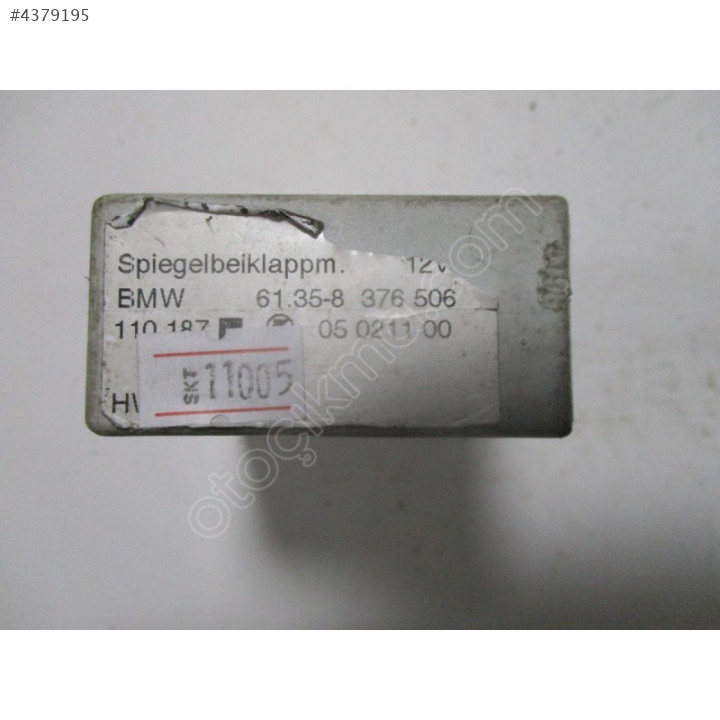 #4379195
Spiegelbeiklappm. 12V
BMW 61.35-8 376 506
110 187 05 0211 00
SKT 11005
otoçıkma.com